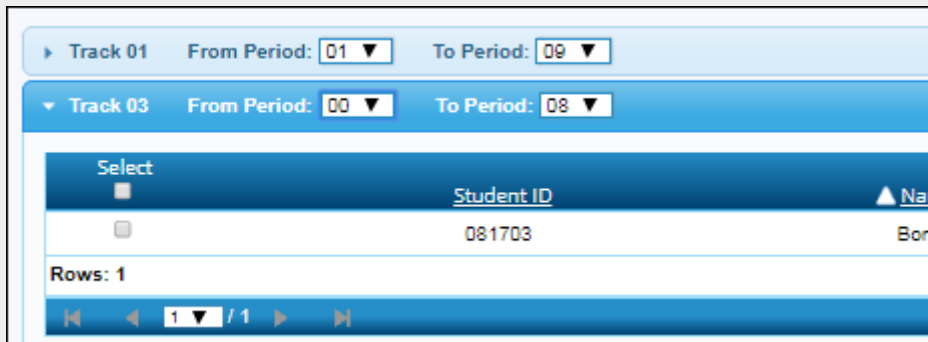 Track 01 From Period: 01 To Period: 09
Track 03 From Period: 00 To Period: 08
Select
Student ID
081703
Rows: 1
1 / 1